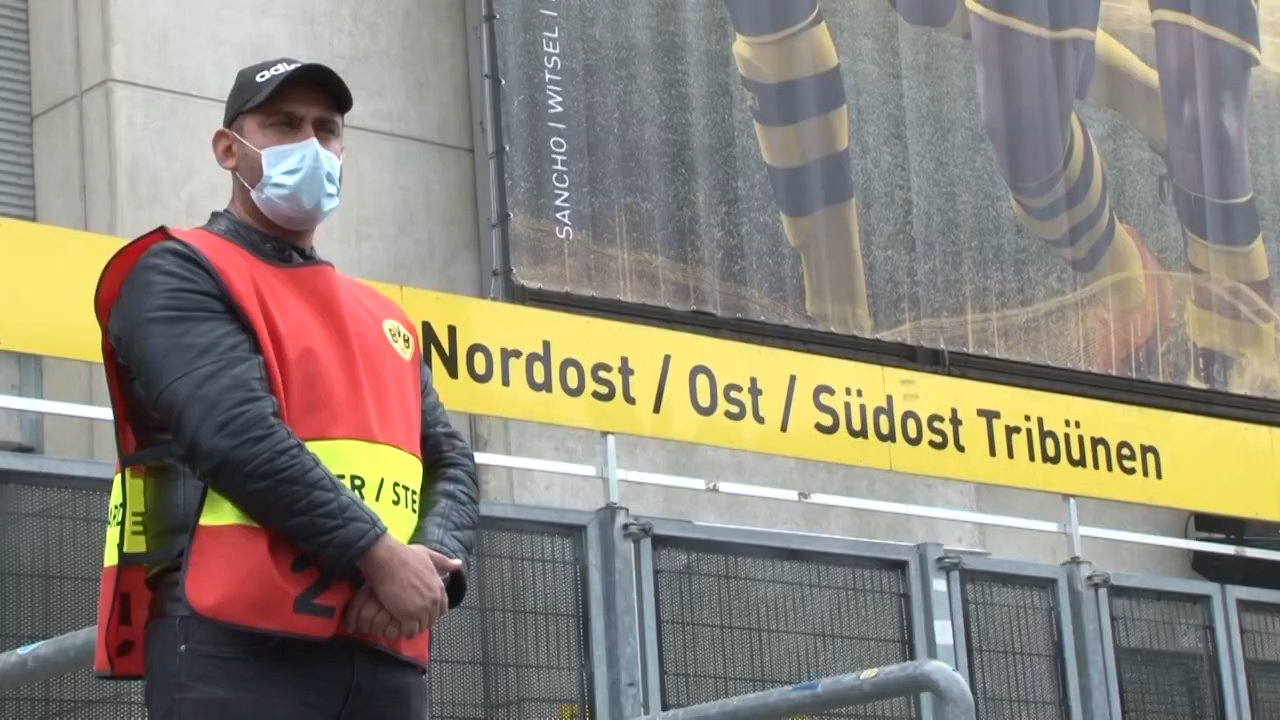 adidas
SANCHO | WITSEL |
BVB
Nordost / Ost / Südost Tribünen
ER / STE
2